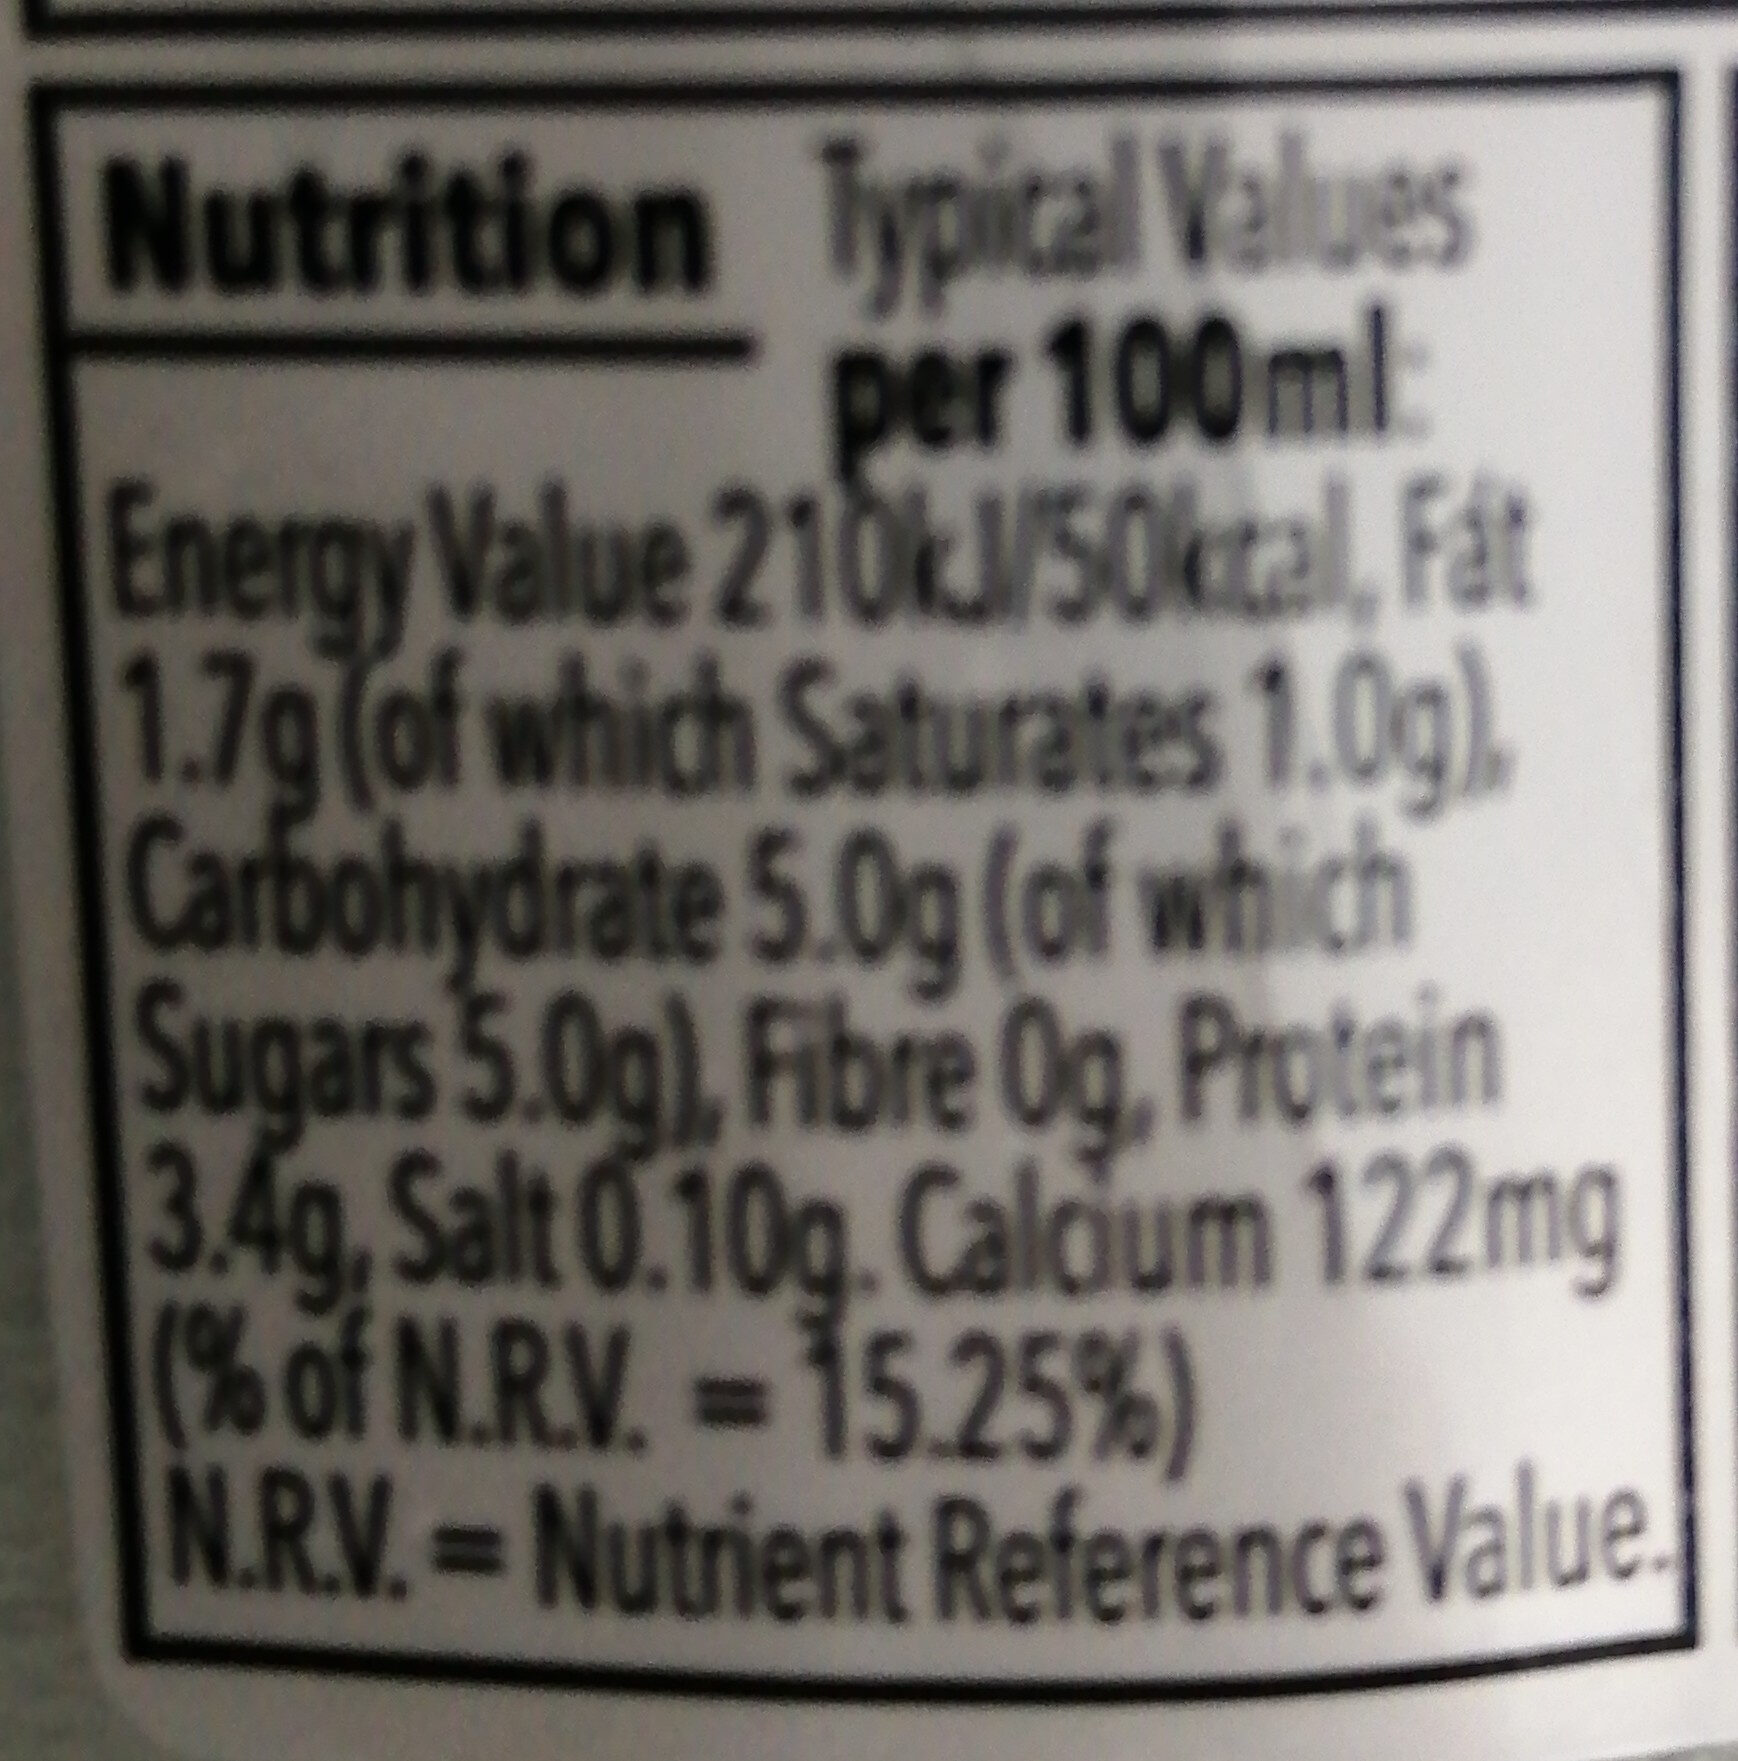 Nutrition
Typical Values
per 100ml:
Energy Value 210kJ/50kcal, Fat
1.7g (of which Saturates 1.0g),
Carbohydrate 5.0g (of which
Sugars 5.0g), Fibre 0g, Protein
3.4g, Salt 0.10g. Calcium 122mg
(% of N.R.V. = 15.25%)
N.R.V. = Nutrient Reference Value.